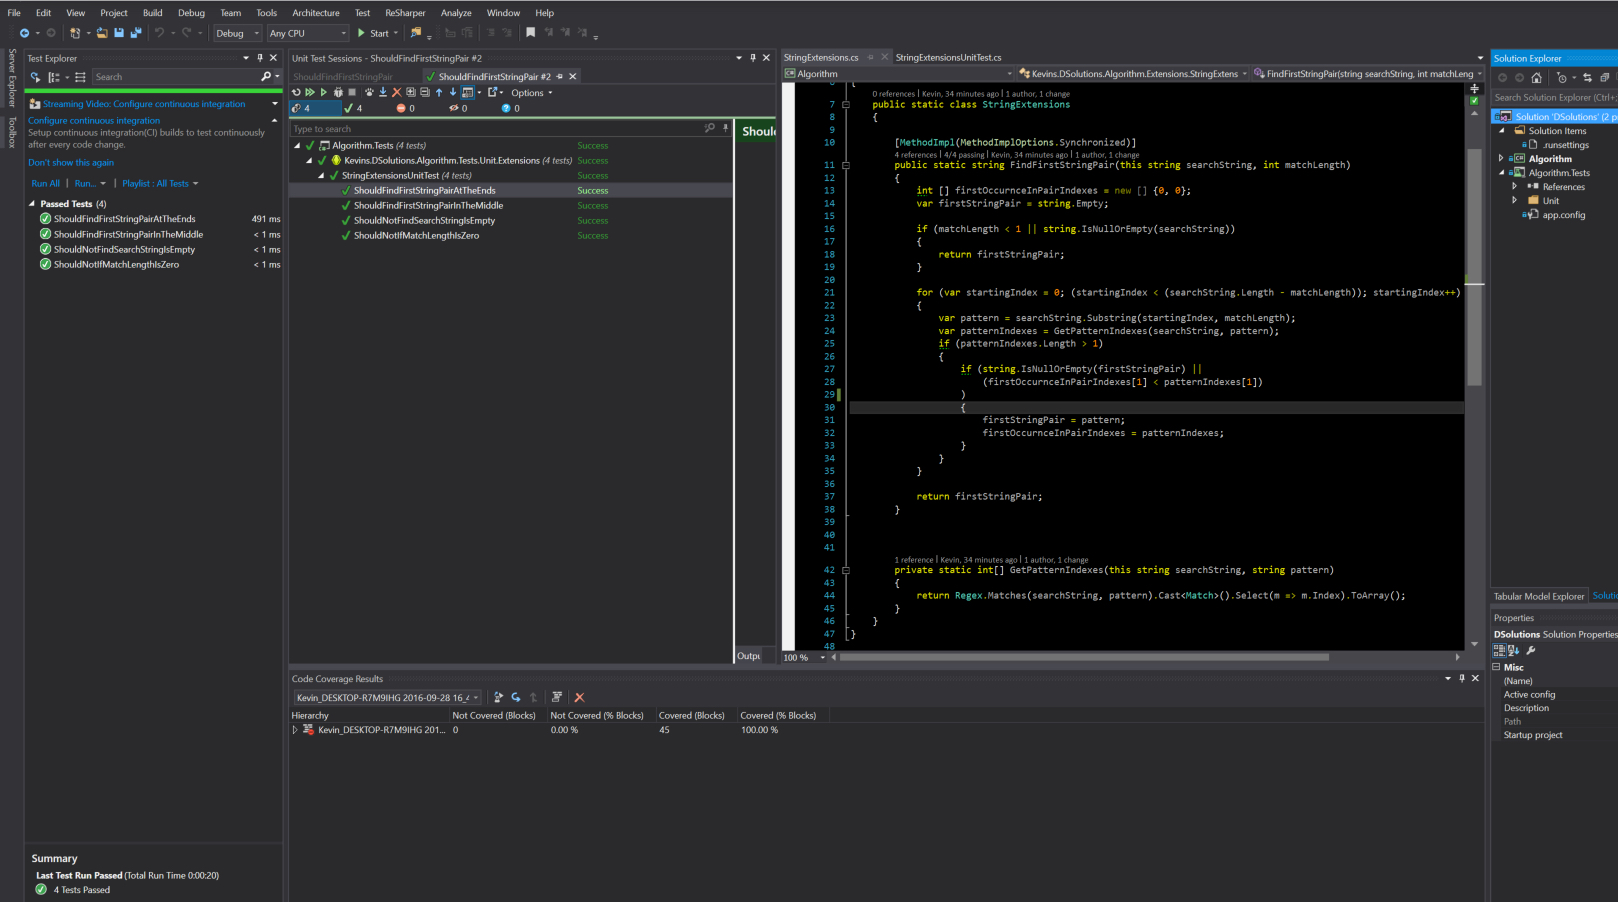 File Edit View Project Build Debug Team Tools Architecture Test ReSharper Analyze Window Help
Debug Any CPU Start
Server Explorer
Toolbox
Test Explorer
Search
Streaming Video: Configure continuous integration
Configure continuous integration
Setup continuous integration(CI) builds to test continuously
after every code change.
Don't show this again
Run All | Run... | Playlist : All Tests
Passed Tests (4)
ShouldFindFirstStringPairAtTheEnds 491 ms
ShouldFindFirstStringPairInTheMiddle < 1 ms
ShouldNotFindSearchStringIsEmpty < 1 ms
ShouldNotIfMatchLengthIsZero < 1 ms
Summary
Last Test Run Passed (Total Run Time 0:00:20)
4 Tests Passed
Unit Test Sessions - ShouldFindFirstStringPair #2
ShouldFindFirstStringPair ShouldFindFirstStringPair #2
Options
4 4 0 0 0
Type to search
Algorithm.Tests (4 tests) Success
Kevins.DSolutions.Algorithm.Tests.Unit.Extensions (4 tests) Success
StringExtensionsUnitTest (4 tests) Success
ShouldFindFirstStringPairAtTheEnds Success
ShouldFindFirstStringPairInTheMiddle Success
ShouldNotFindSearchStringIsEmpty Success
ShouldNotIfMatchLengthIsZero Success
Shoul
Outpu
StringExtensions.cs StringExtensionsUnitTest.cs
Algorithm Kevins.DSolutions.Algorithm.Extensions.StringExtens FindFirstStringPair(string searchString, int matchLeng
0 references | Kevin, 34 minutes ago | 1 author, 1 change
7 public static class StringExtensions
8 {
9
10 [MethodImpl(MethodImplOptions.Synchronized)]
4 references | 4/4 passing | Kevin, 34 minutes ago | 1 author, 1 change
11 public static string FindFirstStringPair(this string searchString, int matchLength)
12 {
13 int [] firstOccurnceInPairIndexes = new [] {0, 0};
14 var firstStringPair = string.Empty;
15
16 if (matchLength < 1 || string.IsNullOrEmpty(searchString))
17 {
18 return firstStringPair;
19 }
20
21 for (var startingIndex = 0; (startingIndex < (searchString.Length - matchLength)); startingIndex++)
22 {
23 var pattern = searchString.Substring(startingIndex, matchLength);
24 var patternIndexes = GetPatternIndexes(searchString, pattern);
25 if (patternIndexes.Length > 1)
26 {
27 if (string.IsNullOrEmpty(firstStringPair) ||
28 (firstOccurnceInPairIndexes[1] < patternIndexes[1])
29 )
30 {
31 firstStringPair = pattern;
32 firstOccurnceInPairIndexes = patternIndexes;
33 }
34 }
35 }
36
37 return firstStringPair;
38 }
39
40
41
1 reference | Kevin, 34 minutes ago | 1 author, 1 change
42 private static int[] GetPatternIndexes(this string searchString, string pattern)
43 {
44 return Regex.Matches(searchString, pattern).Cast<Match>().Select(m => m.Index).ToArray();
45 }
46 }
47 }
48
100 %
Code Coverage Results
Kevin_DESKTOP-R7M9IHG 2016-09-28 16_4
Hierarchy Not Covered (Blocks) Not Covered (% Blocks) Covered (Blocks) Covered (% Blocks)
Kevin_DESKTOP-R7M9IHG 201... 0 0.00 % 45 100.00 %
Solution Explorer
Search Solution Explorer (Ctrl+;
Solution 'DSolutions' (2 p
Solution Items
.runsettings
Algorithm
Algorithm.Tests
References
Unit
app.config
Tabular Model Explorer Solutio
Properties
DSolutions Solution Properties
Misc
(Name)
Active config
Description
Path
Startup project